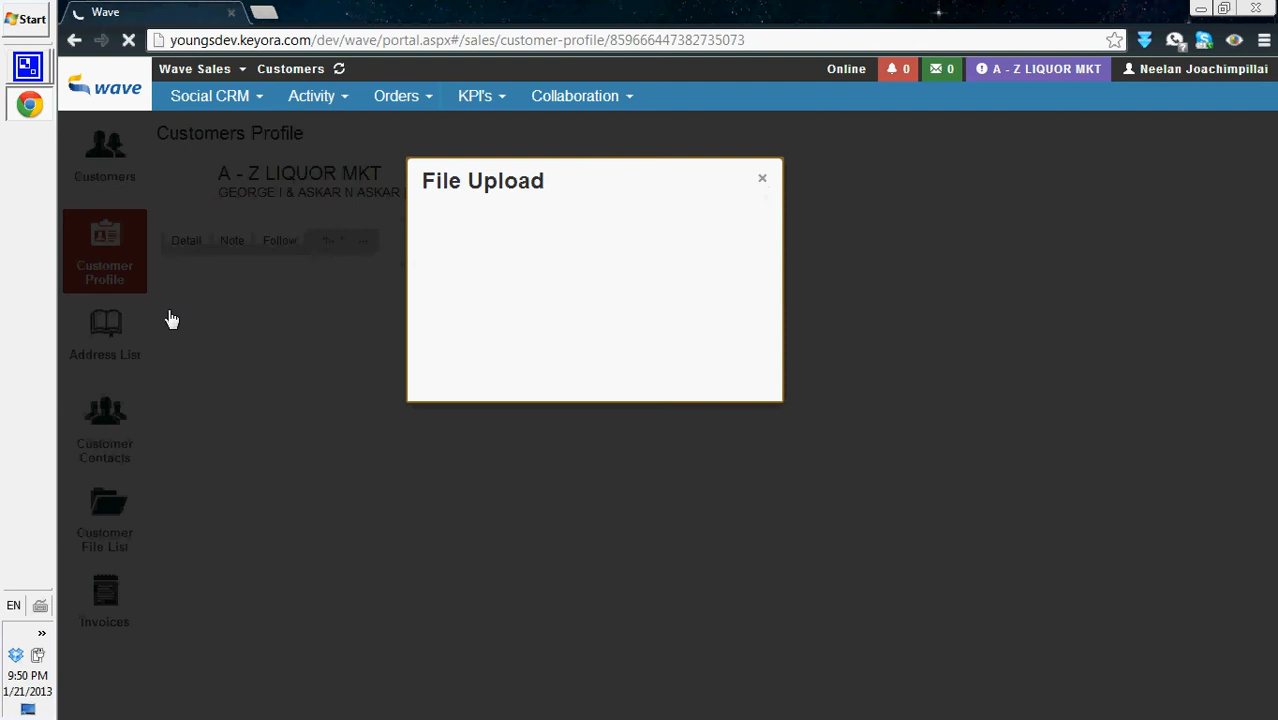 Start
Wave
youngsdev.keyora.com/dev/wave/portal.aspx#/sales/customer-profile/859666447382735073
wave
Wave Sales
Customers
Online
0
0
A - Z LIQUOR MKT
Neelan Joachimpillai
Social CRM
Activity
Orders
KPI's
Collaboration
Customers
Customer
Profile
Address List
Customer
Contacts
Customer
File List
Invoices
Customers Profile
A - Z LIQUOR MKT
GEORGE I & ASKAR N ASKAR
Detail
Note
Follow
File Upload
×
EN
»
9:50 PM
1/21/2013